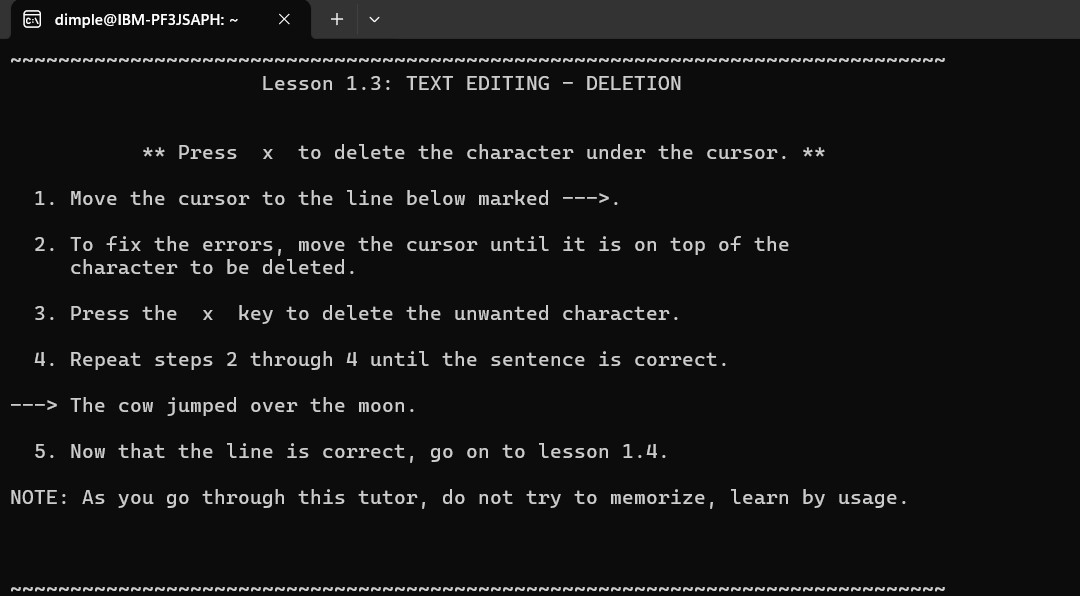 dimple@IBM-PF3JSAPH: ~
~~~~~~~~~~~~~~~~~~~~~~~~~~~~~~~~~~~~~~~~~~~~~~~~~~~~~~~~~~~~~~~~~~~~~~~~~~~~~~
Lesson 1.3: TEXT EDITING - DELETION
** Press  x  to delete the character under the cursor. **
1. Move the cursor to the line below marked --->.
2. To fix the errors, move the cursor until it is on top of the
character to be deleted.
3. Press the  x  key to delete the unwanted character.
4. Repeat steps 2 through 4 until the sentence is correct.
---> The cow jumped over the moon.
5. Now that the line is correct, go on to lesson 1.4.
NOTE: As you go through this tutor, do not try to memorize, learn by usage.
~~~~~~~~~~~~~~~~~~~~~~~~~~~~~~~~~~~~~~~~~~~~~~~~~~~~~~~~~~~~~~~~~~~~~~~~~~~~~~